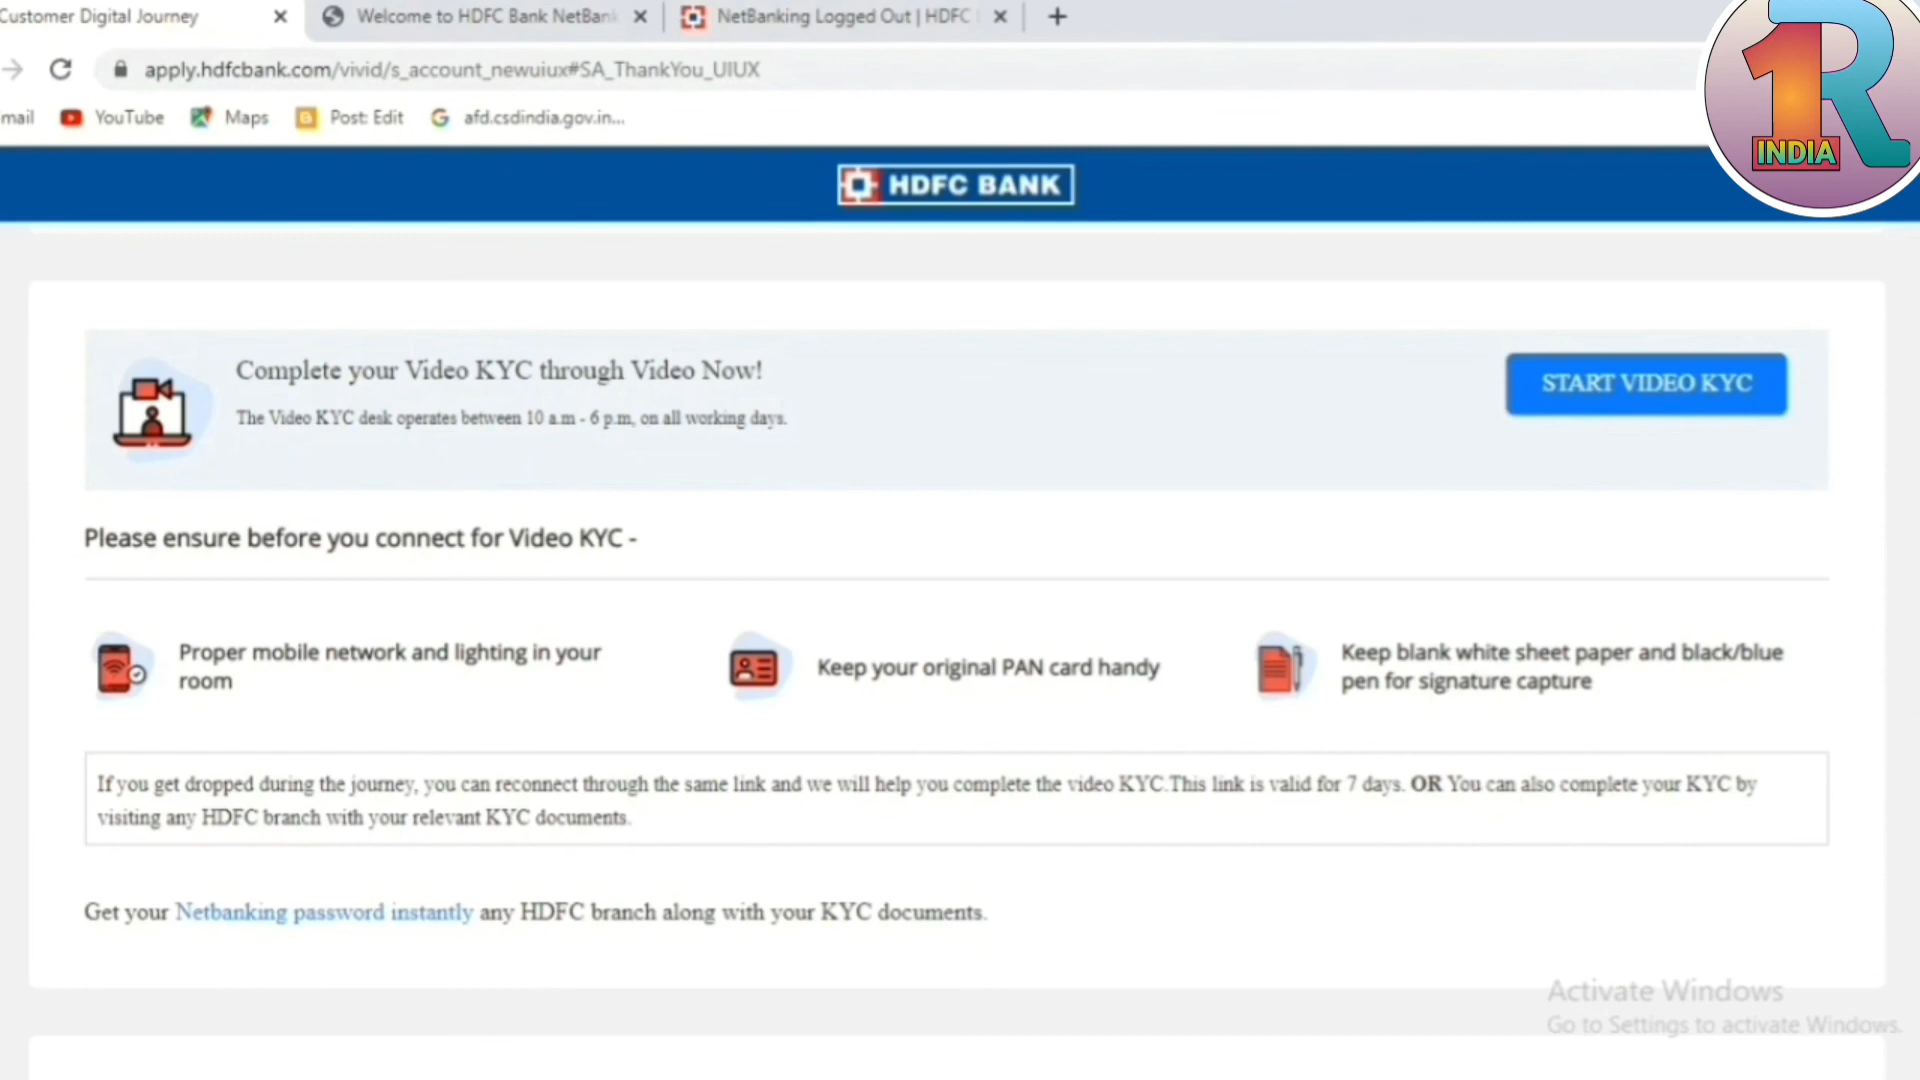 Customer Digital Journey
Welcome to HDFC Bank NetBank
NetBanking Logged Out | HDFC
apply.hdfcbank.com/vivid/s_account_newuiux#SA_ThankYou_UIUX
mail YouTube Maps Post: Edit afd.csdindia.gov.in...
1R
INDIA
HDFC BANK
Complete your Video KYC through Video Now!
START VIDEO KYC
The Video KYC desk operates between 10 a.m - 6 p.m, on all working days.
Please ensure before you connect for Video KYC -
Proper mobile network and lighting in your
room
Keep your original PAN card handy
Keep blank white sheet paper and black/blue
pen for signature capture
If you get dropped during the journey, you can reconnect through the same link and we will help you complete the video KYC.This link is valid for 7 days. OR You can also complete your KYC by
visiting any HDFC branch with your relevant KYC documents.
Get your Netbanking password instantly any HDFC branch along with your KYC documents.
Activate Windows
Go to Settings to activate Windows.